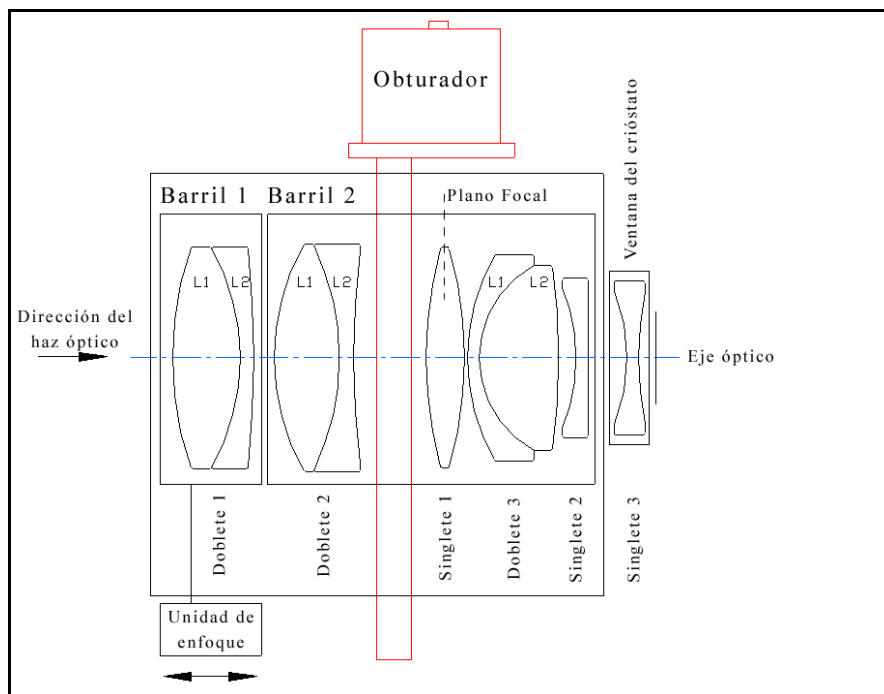 Obturador
Ventana del crióstato
Barril 1
Barril 2
Plano Focal
L1
L2
L1
L2
L1
L2
Dirección del
haz óptico
Eje óptico
Doblete 1
Doblete 2
Singlete 1
Doblete 3
Singlete 2
Singlete 3
Unidad de
enfoque